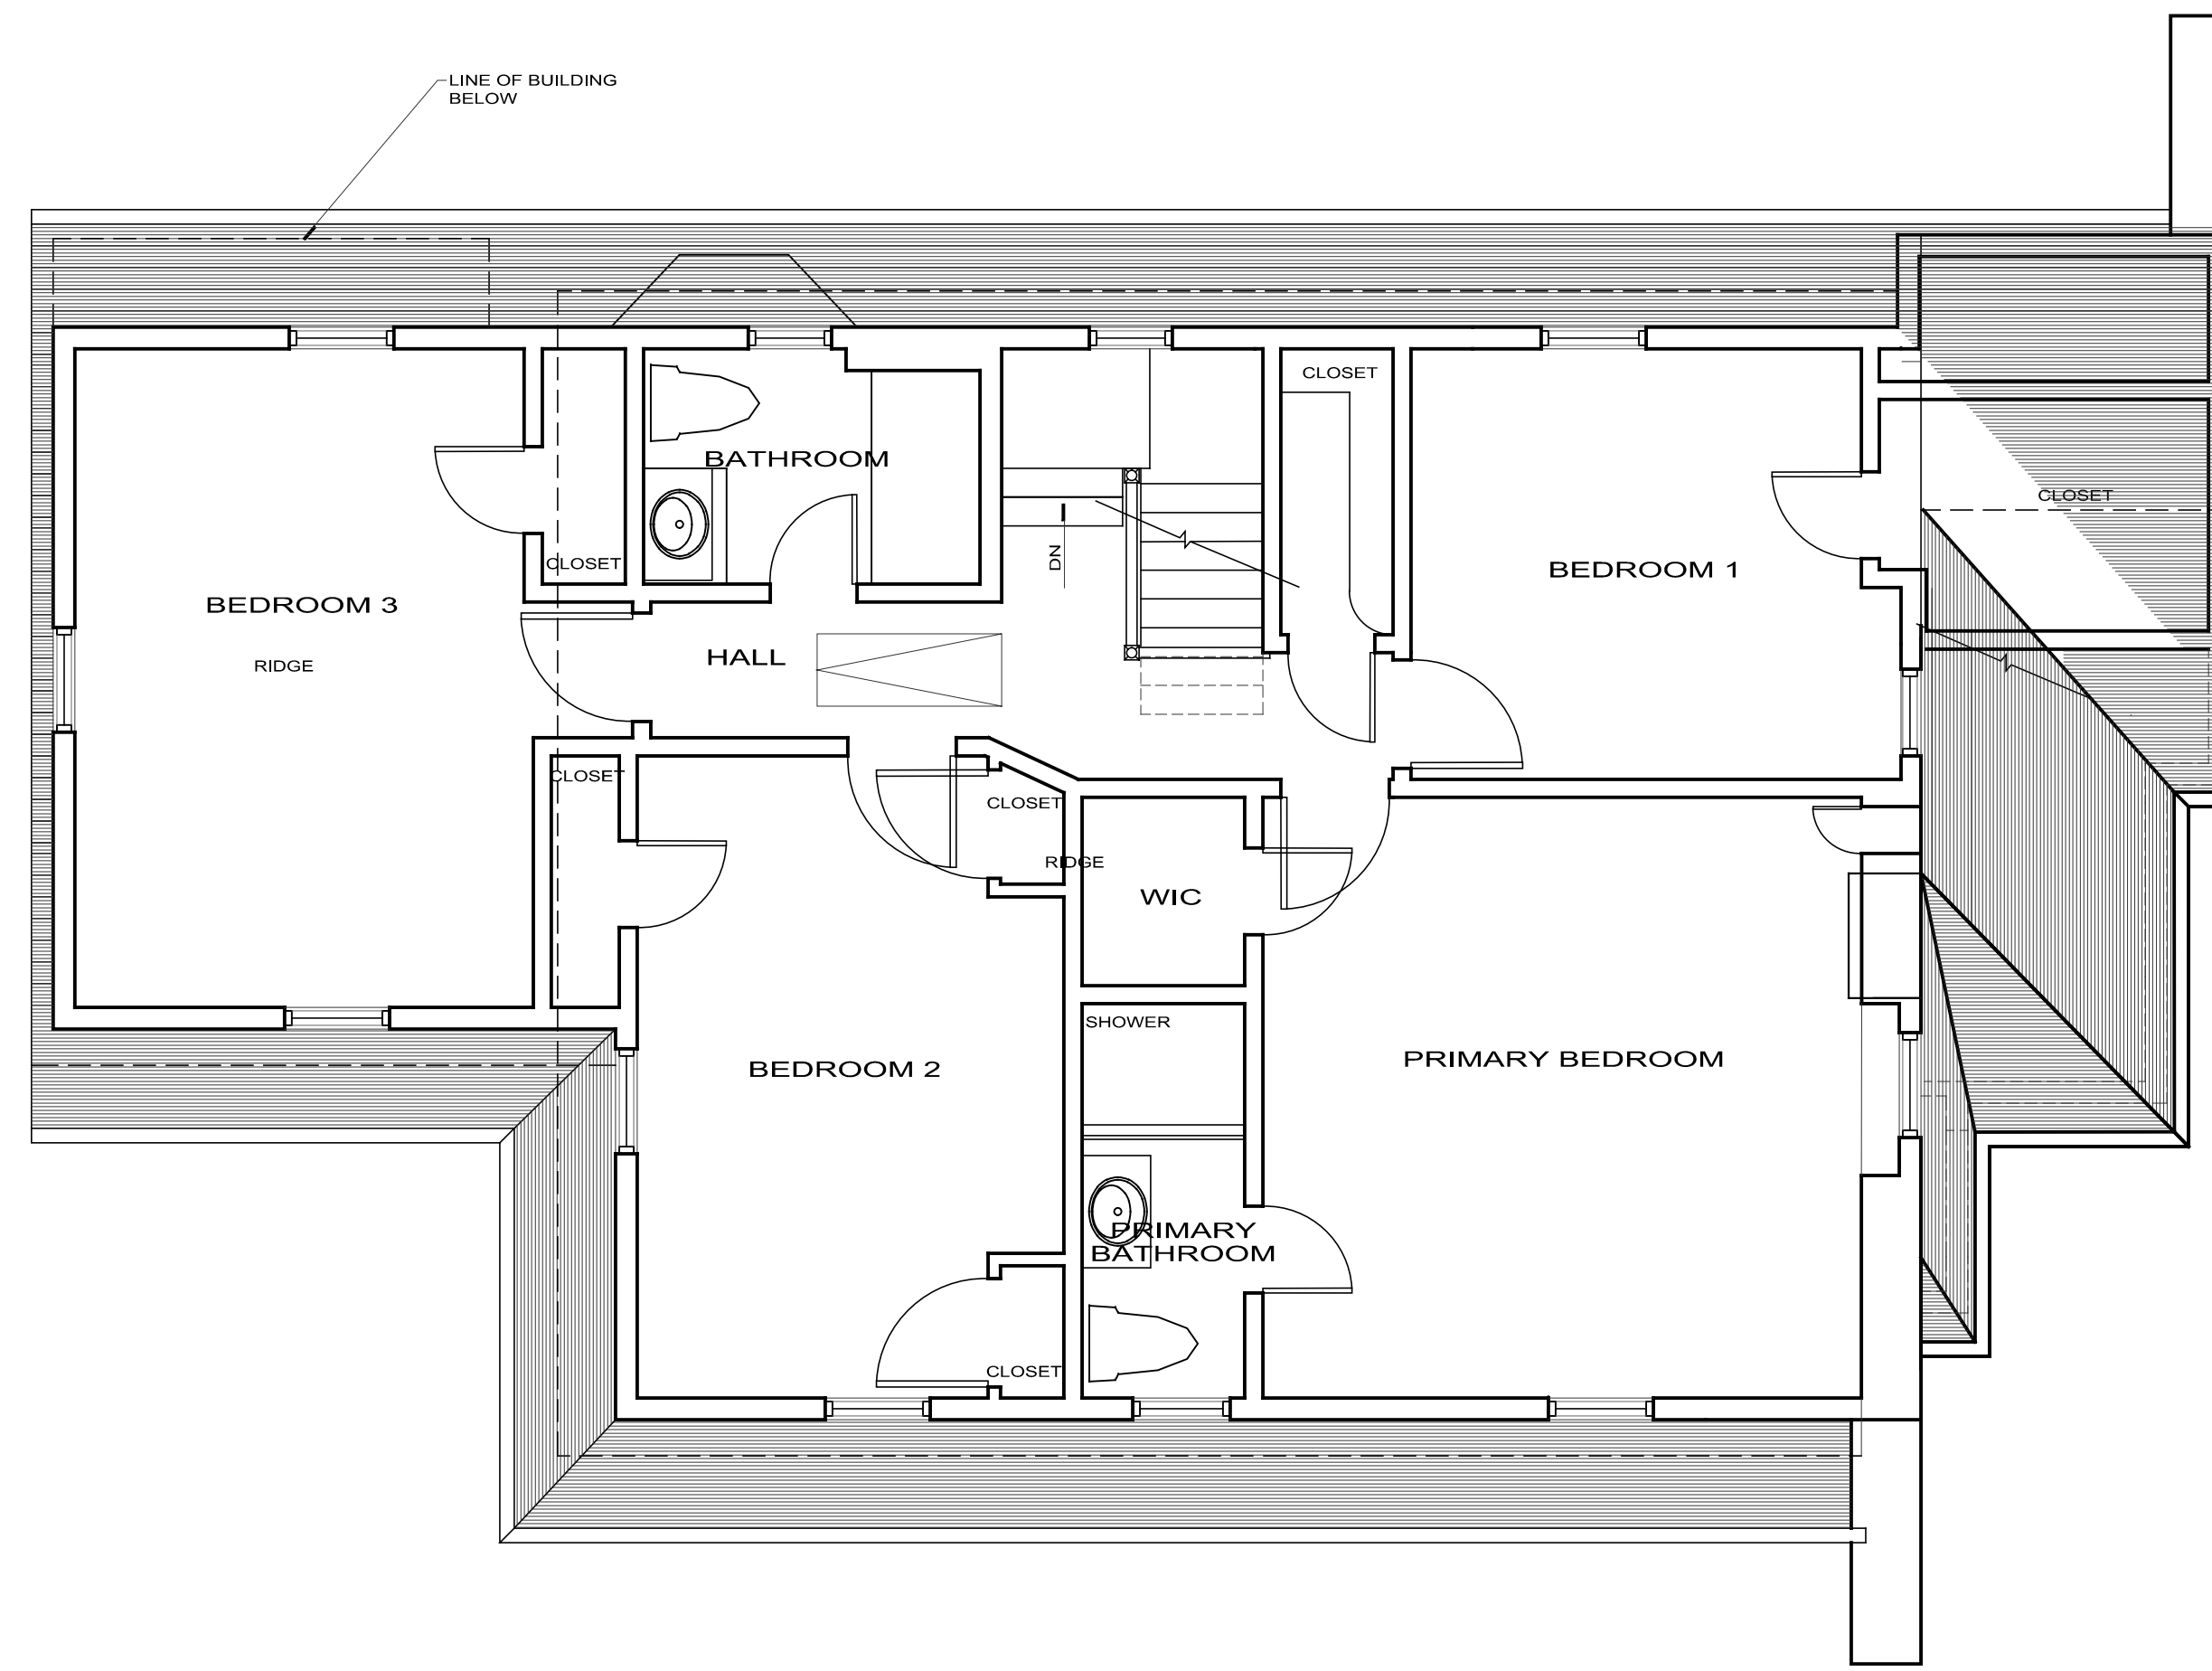 LINE OF BUILDING
BELOW
CLOSET
BATHROOM
CLOSET
DN
CLOSET
BEDROOM 1
BEDROOM 3
HALL
RIDGE
CLOSET
CLOSET
RIDGE
WIC
SHOWER
BEDROOM 2
PRIMARY BEDROOM
PRIMARY
BATHROOM
CLOSET